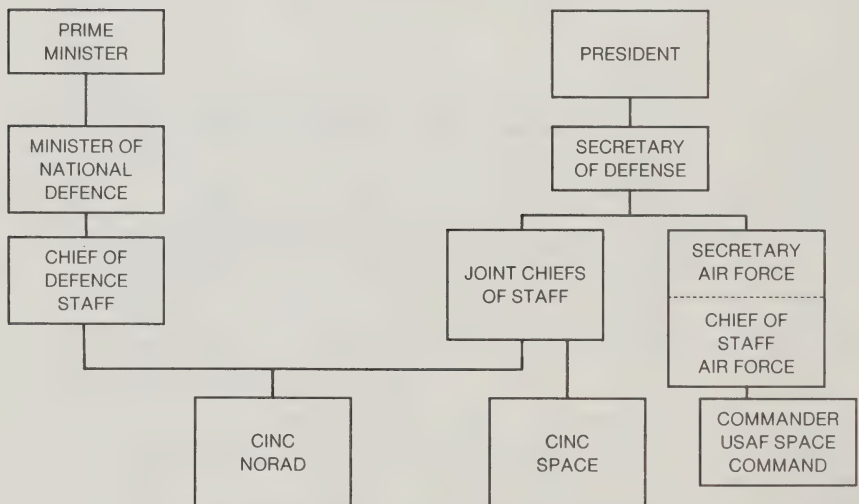 PRIME
MINISTER
PRESIDENT
MINISTER OF
NATIONAL
DEFENCE
SECRETARY
OF DEFENSE
CHIEF OF
DEFENCE
STAFF
JOINT CHIEFS
OF STAFF
SECRETARY
AIR FORCE
CHIEF OF
STAFF
AIR FORCE
CINC
NORAD
CINC
SPACE
COMMANDER
USAF SPACE
COMMAND